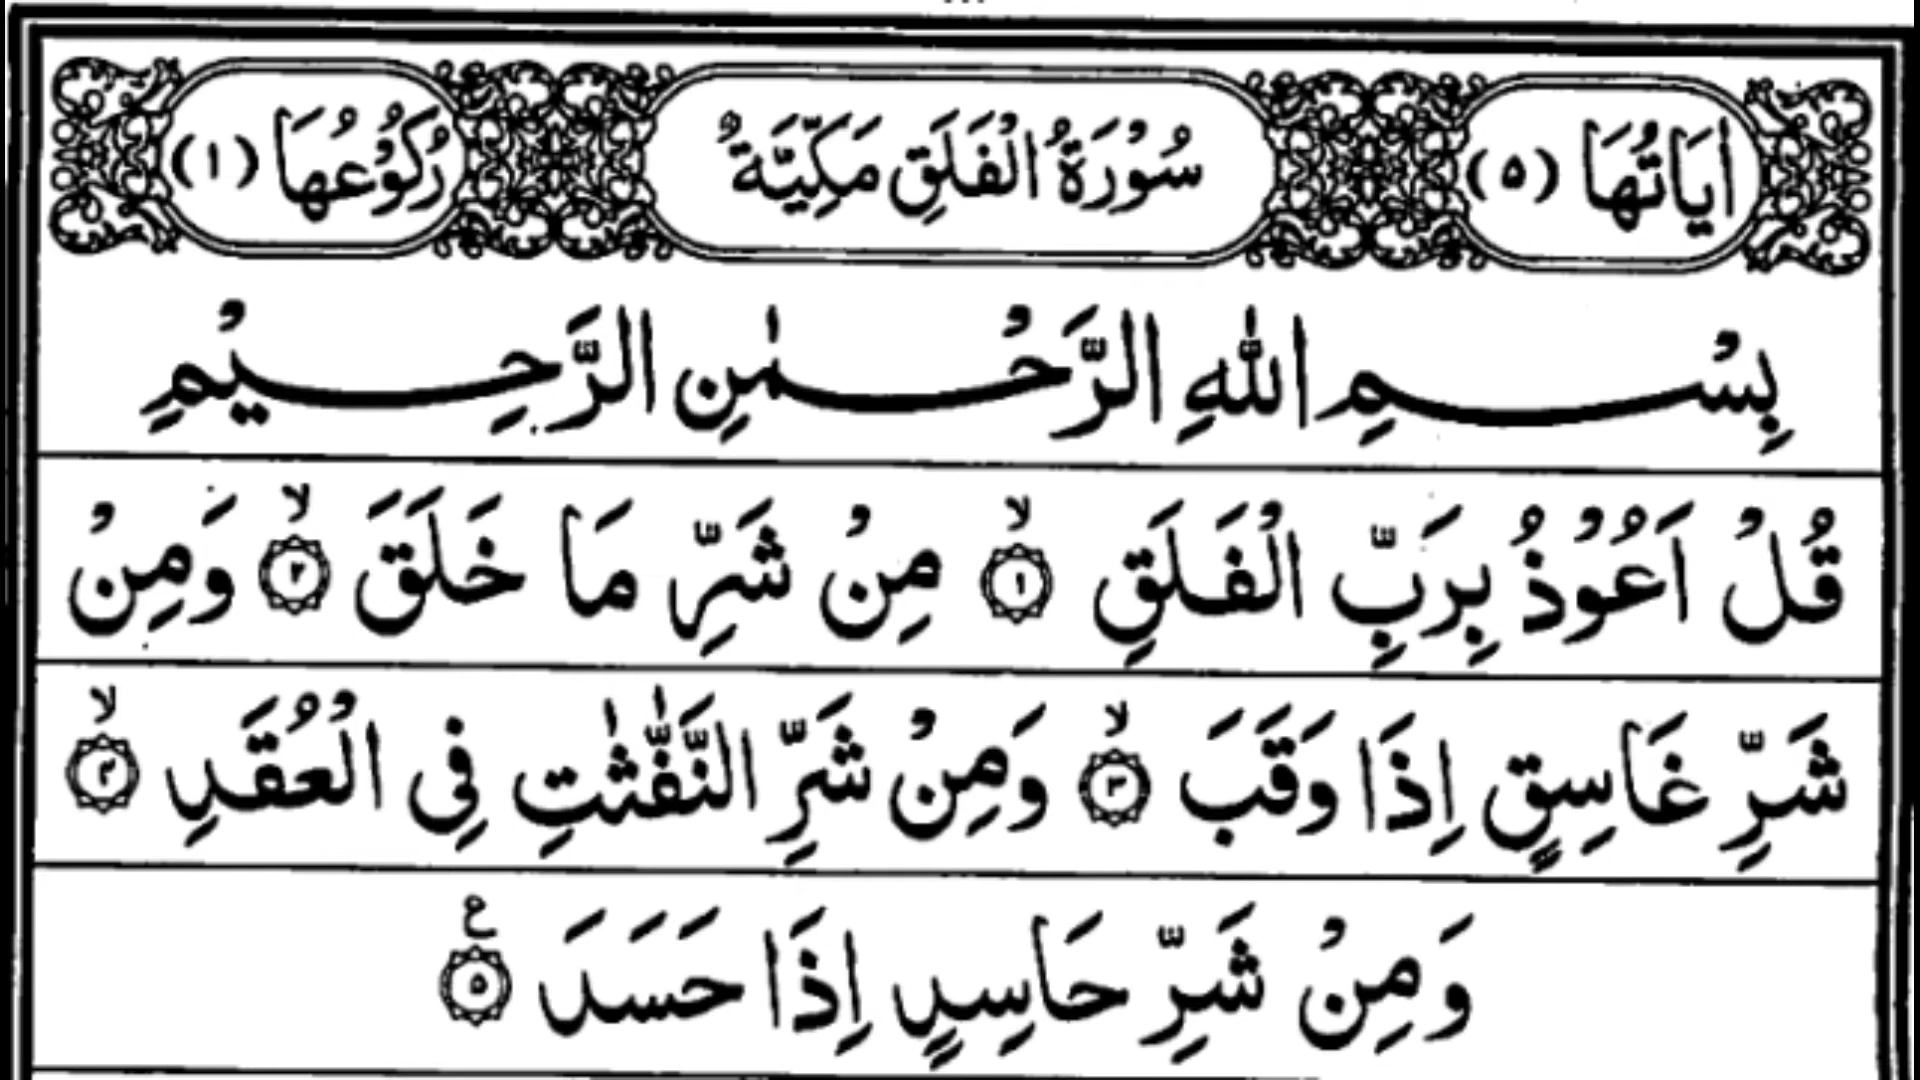 اٰيَاتُهَا (٥) سُوْرَةُ الْفَلَقِ مَكِّيَّةٌ رُكُوْعُهَا (١)
بِسْمِ اللّٰهِ الرَّحْمٰنِ الرَّحِيْمِ
قُلْ اَعُوْذُ بِرَبِّ الْفَلَقِ ۙ‏﴿١﴾ مِنْ شَرِّ مَا خَلَقَ ۙ‏﴿٢﴾ وَمِنْ
شَرِّ غَاسِقٍ اِذَا وَقَبَ ۙ‏﴿٣﴾ وَمِنْ شَرِّ النَّفّٰثٰتِ فِى الْعُقَدِ ۙ‏﴿٤﴾
وَمِنْ شَرِّ حَاسِدٍ اِذَا حَسَدَ ﴿٥﴾ ع